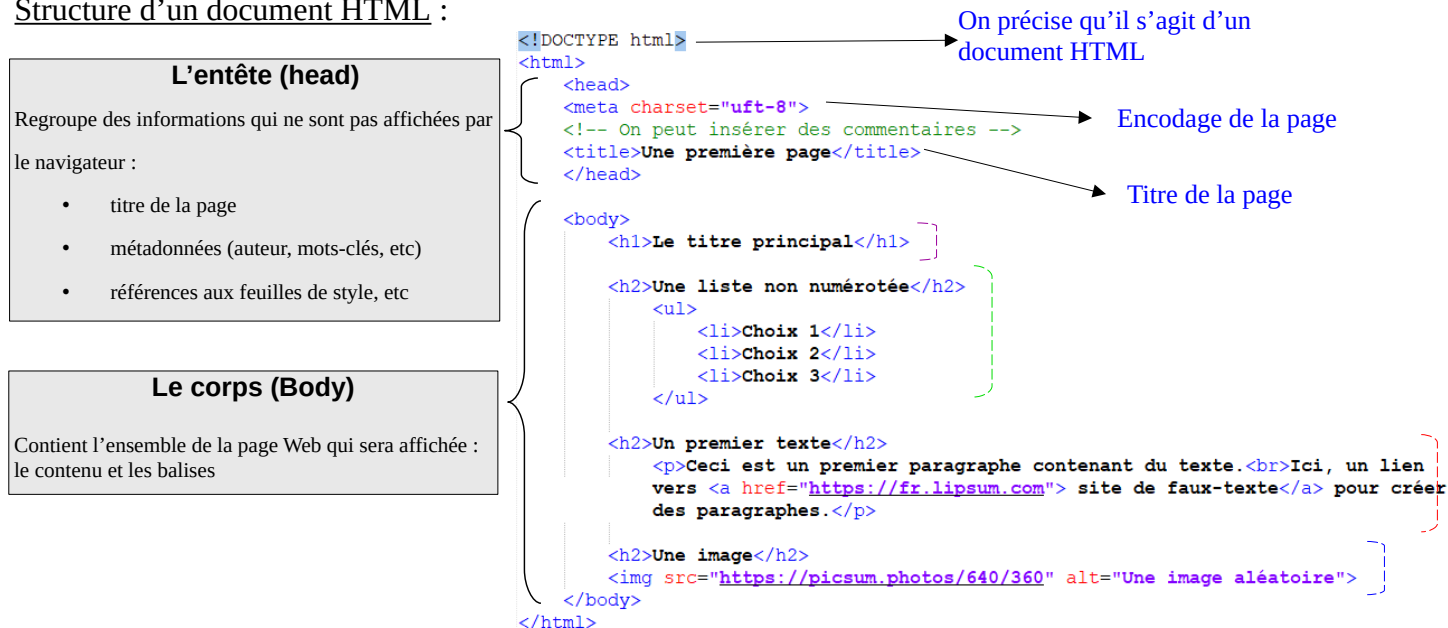 Structure d’un document HTML :
L’entête (head)
Regroupe des informations qui ne sont pas affichées par
le navigateur :
• titre de la page
• métadonnées (auteur, mots-clés, etc)
• références aux feuilles de style, etc
Le corps (Body)
Contient l’ensemble de la page Web qui sera affichée :
le contenu et les balises
<!DOCTYPE html>
<html>
<head>
<meta charset="uft-8">
<!-- On peut insérer des commentaires -->
<title>Une première page</title>
</head>
<body>
<h1>Le titre principal</h1>
<h2>Une liste non numérotée</h2>
<ul>
<li>Choix 1</li>
<li>Choix 2</li>
<li>Choix 3</li>
</ul>
<h2>Un premier texte</h2>
<p>Ceci est un premier paragraphe contenant du texte.<br>Ici, un lien
vers <a href="https://fr.lipsum.com"> site de faux-texte</a> pour créer
des paragraphes.</p>
<h2>Une image</h2>
<img src="https://picsum.photos/640/360" alt="Une image aléatoire">
</body>
</html>
On précise qu’il s’agit d’un
document HTML
Encodage de la page
Titre de la page